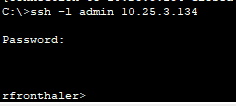 C:\>ssh -l admin 10.25.3.134
Password:
rfronthaler>